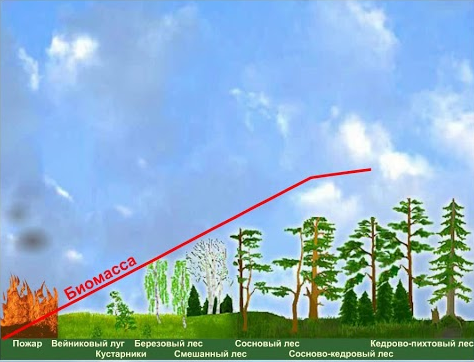 Биомасса
Пожар Вейниковый луг Березовый лес Сосновый лес Кедрово-пихтовый лес
Кустарники Смешанный лес Сосново-кедровый лес